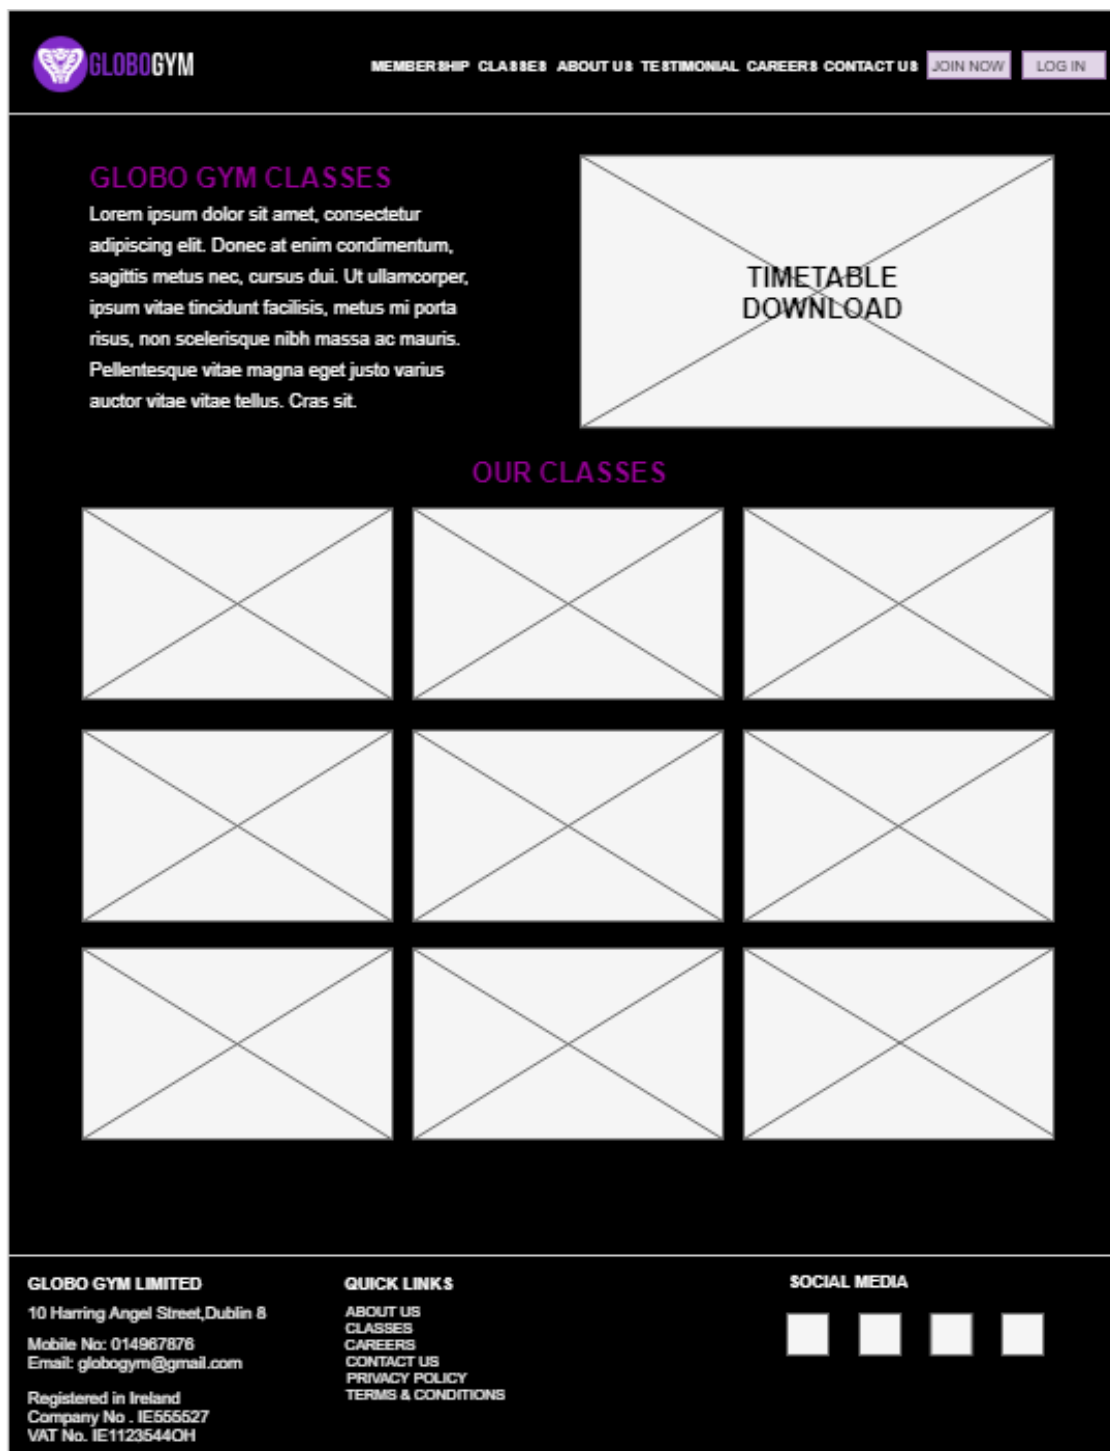 GLOBOGYM
MEMBERSHIP CLASSES ABOUT US TESTIMONIAL CAREERS CONTACT US JOIN NOW LOG IN
GLOBO GYM CLASSES
Lorem ipsum dolor sit amet, consectetur
adipiscing elit. Donec at enim condimentum,
sagittis metus nec, cursus dui. Ut ullamcorper,
ipsum vitae tincidunt facilisis, metus mi porta
risus, non scelerisque nibh massa ac mauris.
Pellentesque vitae magna eget justo varius
auctor vitae vitae tellus. Cras sit.
TIMETABLE
DOWNLOAD
OUR CLASSES
GLOBO GYM LIMITED
10 Harring Angel Street,Dublin 8
Mobile No: 014967876
Email: globogym@gmail.com
Registered in Ireland
Company No . IE555527
VAT No. IE1123544OH
QUICK LINKS
ABOUT US
CLASSES
CAREERS
CONTACT US
PRIVACY POLICY
TERMS & CONDITIONS
SOCIAL MEDIA